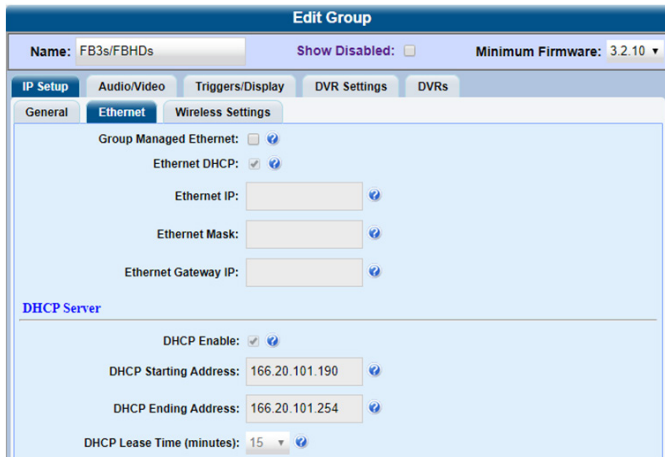 Edit Group
Name: FB3s/FBHDs Show Disabled: Minimum Firmware: 3.2.10
IP Setup Audio/Video Triggers/Display DVR Settings DVRs
General Ethernet Wireless Settings
Group Managed Ethernet:
Ethernet DHCP:
Ethernet IP:
Ethernet Mask:
Ethernet Gateway IP:
DHCP Server
DHCP Enable:
DHCP Starting Address: 166.20.101.190
DHCP Ending Address: 166.20.101.254
DHCP Lease Time (minutes): 15